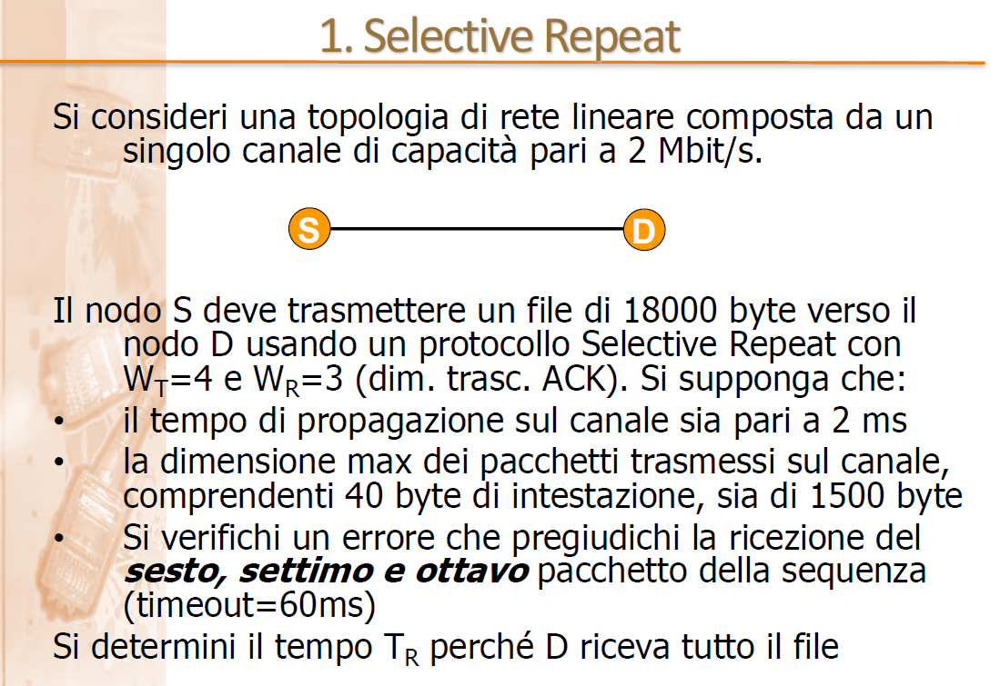 1. Selective Repeat
Si consideri una topologia di rete lineare composta da un
singolo canale di capacità pari a 2 Mbit/s.
S D
Il nodo S deve trasmettere un file di 18000 byte verso il
nodo D usando un protocollo Selective Repeat con
W_T=4 e W_R=3 (dim. trasc. ACK). Si supponga che:
• il tempo di propagazione sul canale sia pari a 2 ms
• la dimensione max dei pacchetti trasmessi sul canale,
comprendenti 40 byte di intestazione, sia di 1500 byte
• Si verifichi un errore che pregiudichi la ricezione del
sesto, settimo e ottavo pacchetto della sequenza
(timeout=60ms)
Si determini il tempo T_R perché D riceva tutto il file